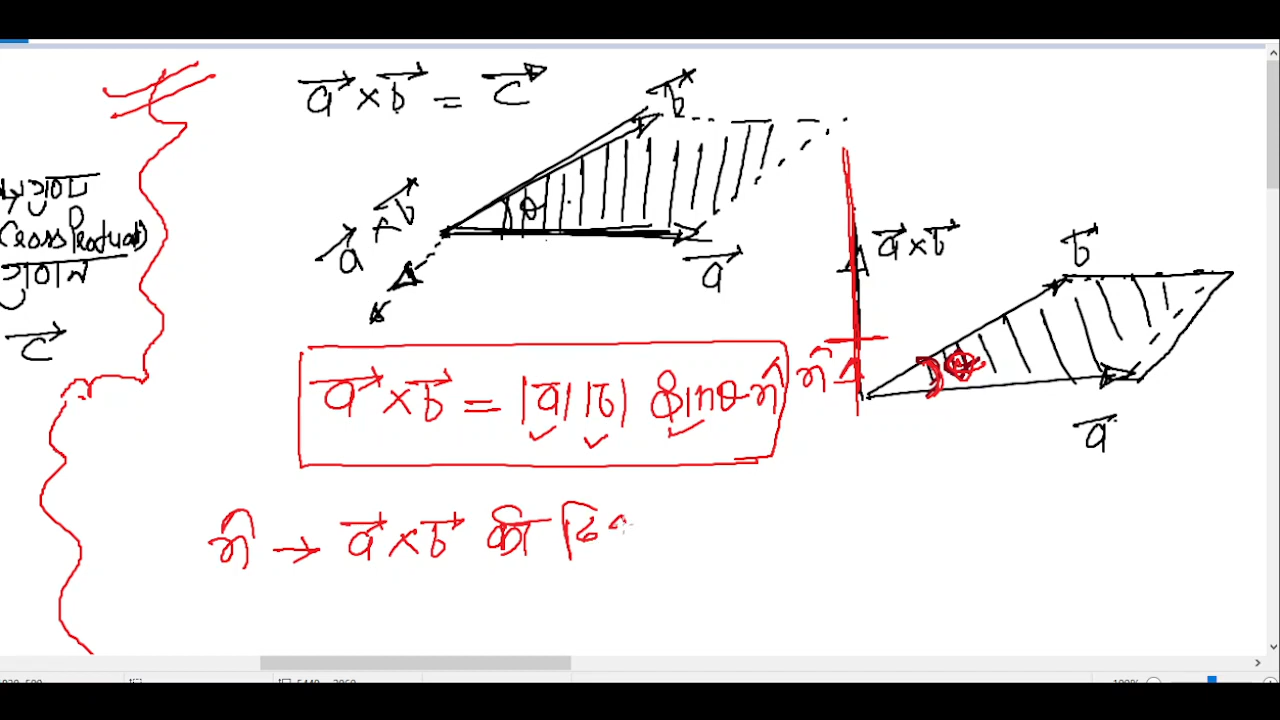 a⃗ × b⃗ = c⃗
b⃗
→ गुणन
(Cross Product)
गुणन
c⃗
a⃗ × b⃗
θ
a⃗
a⃗ × b⃗
b⃗
a⃗ × b⃗ = |a⃗| |b⃗| Sinθ n̂
n̂
a⃗
n̂ → a⃗ × b⃗ की